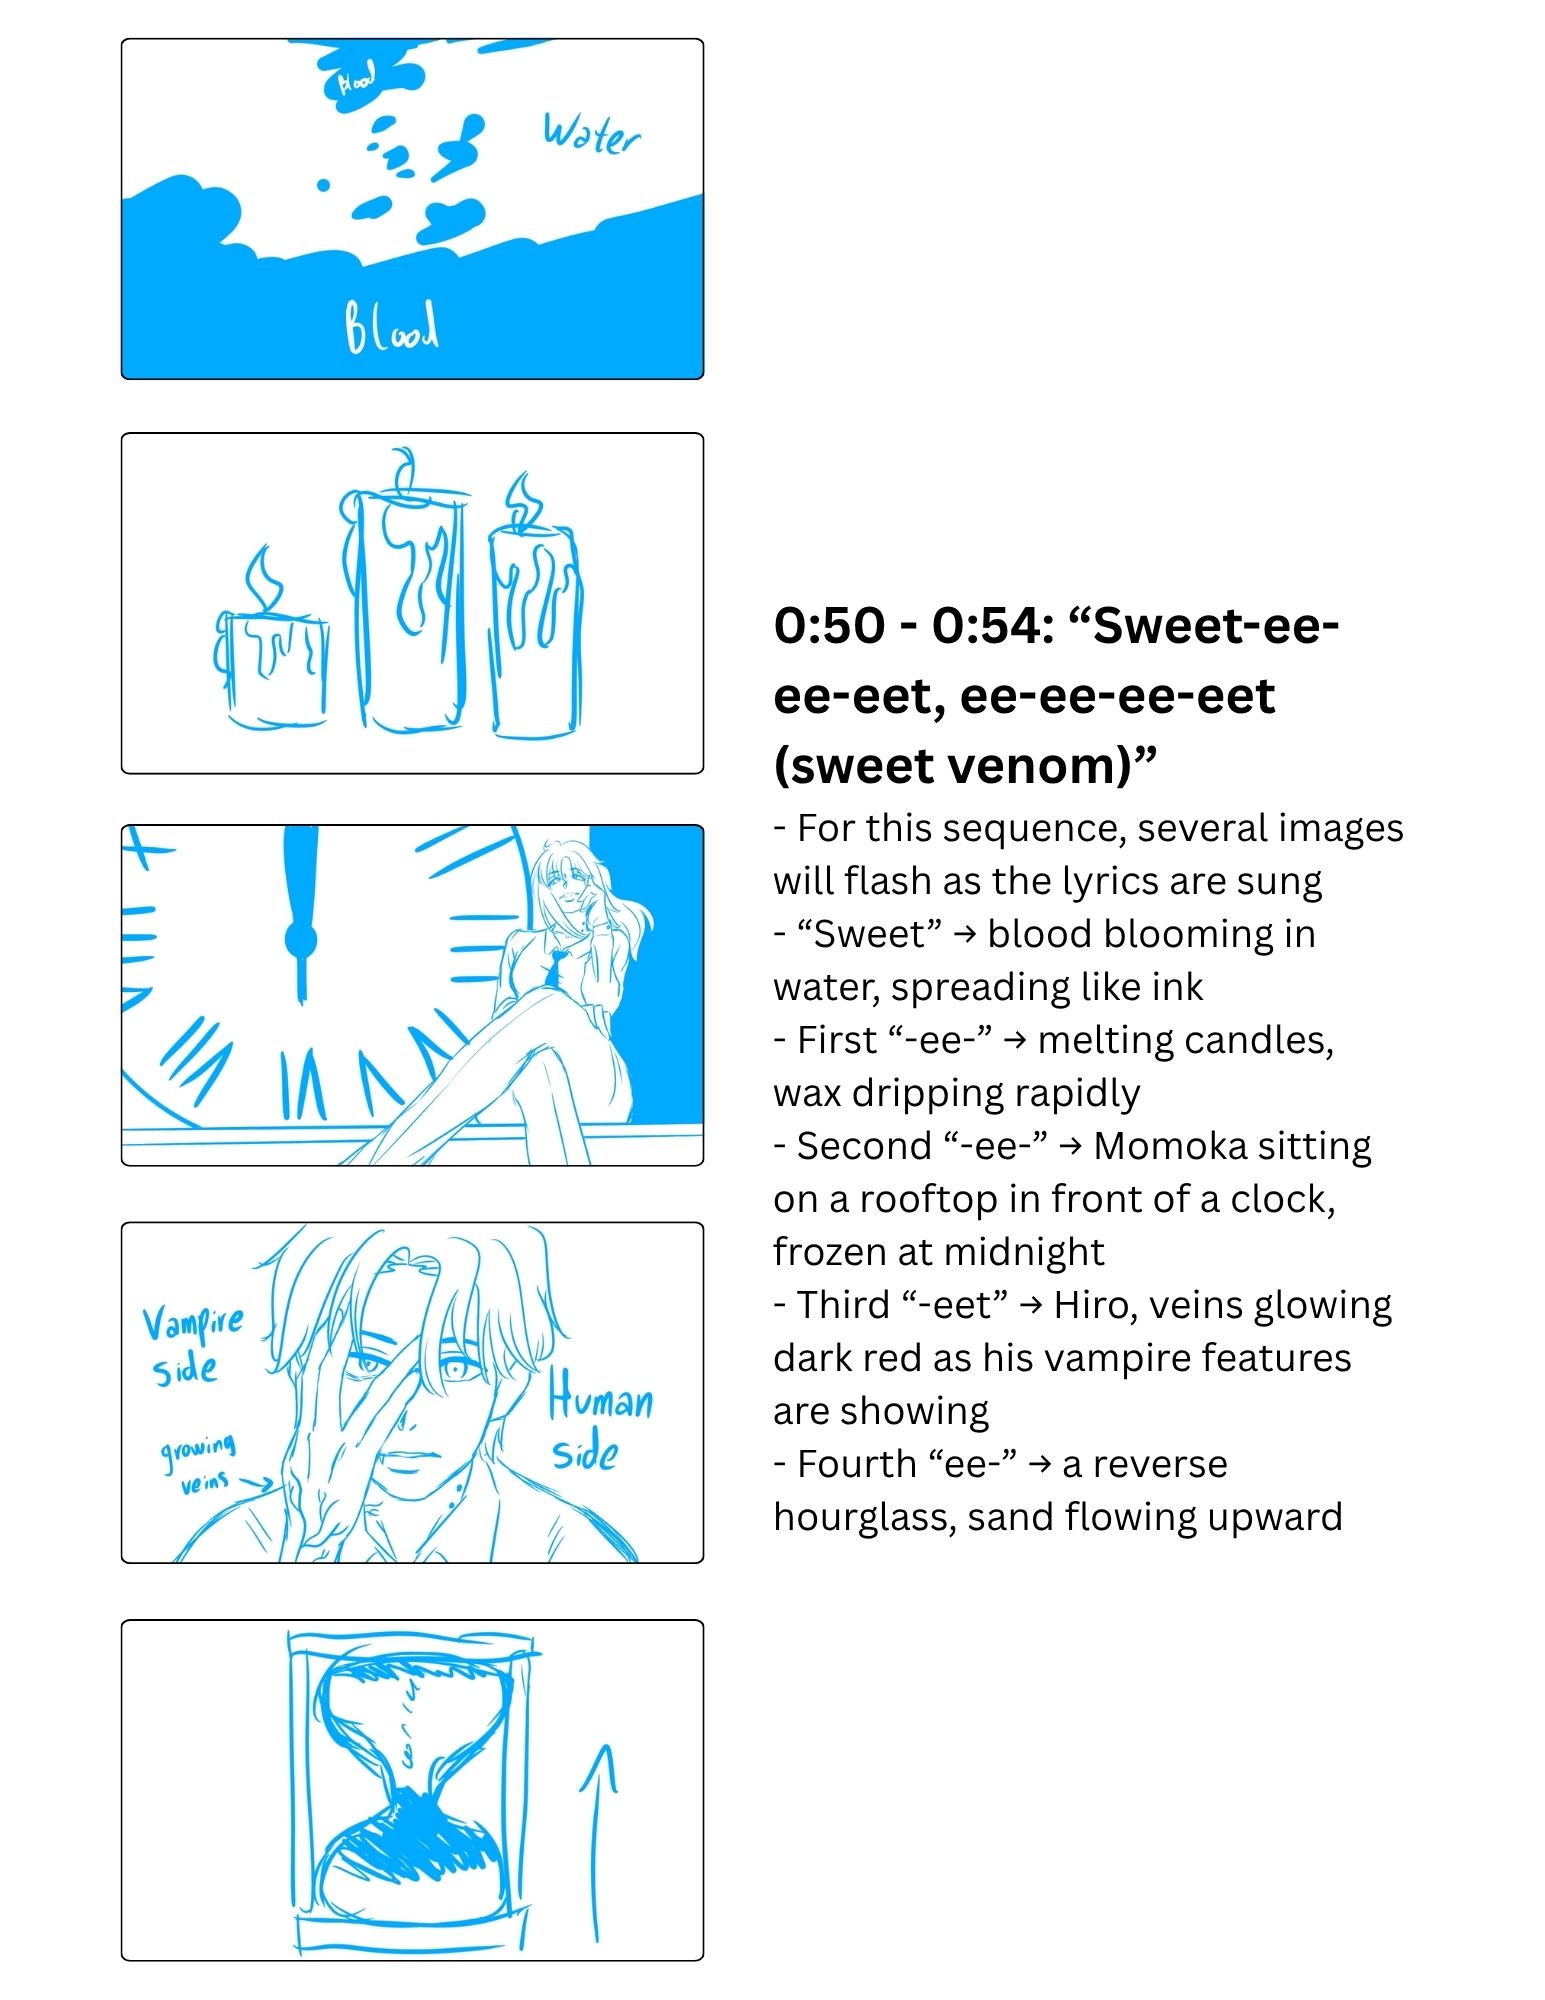 Blood
Water
Blood
Vampire
side
growing
veins
Human
side
0:50 - 0:54: “Sweet-ee-
ee-eet, ee-ee-ee-eet
(sweet venom)”
- For this sequence, several images
will flash as the lyrics are sung
- “Sweet” → blood blooming in
water, spreading like ink
- First “-ee-” → melting candles,
wax dripping rapidly
- Second “-ee-” → Momoka sitting
on a rooftop in front of a clock,
frozen at midnight
- Third “-eet” → Hiro, veins glowing
dark red as his vampire features
are showing
- Fourth “ee-” → a reverse
hourglass, sand flowing upward